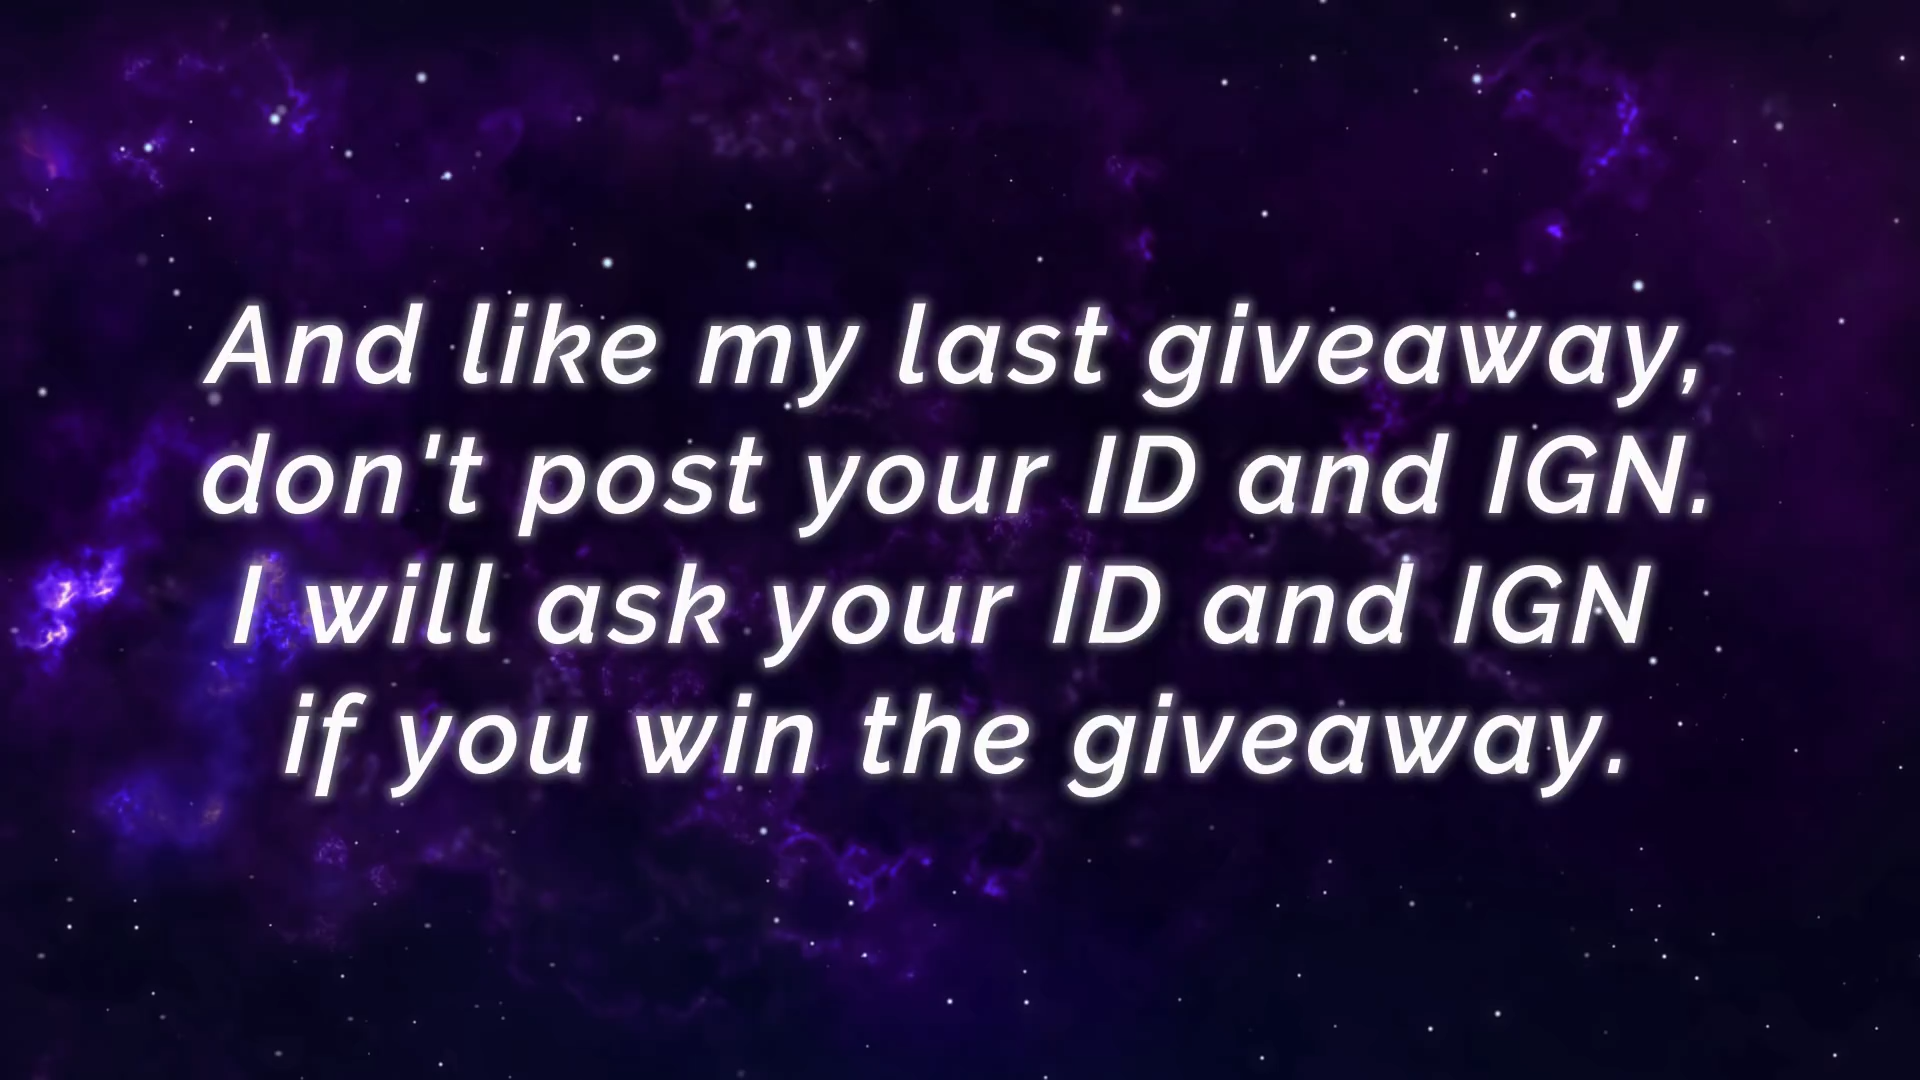 And like my last giveaway,
don't post your ID and IGN.
I will ask your ID and IGN
if you win the giveaway.